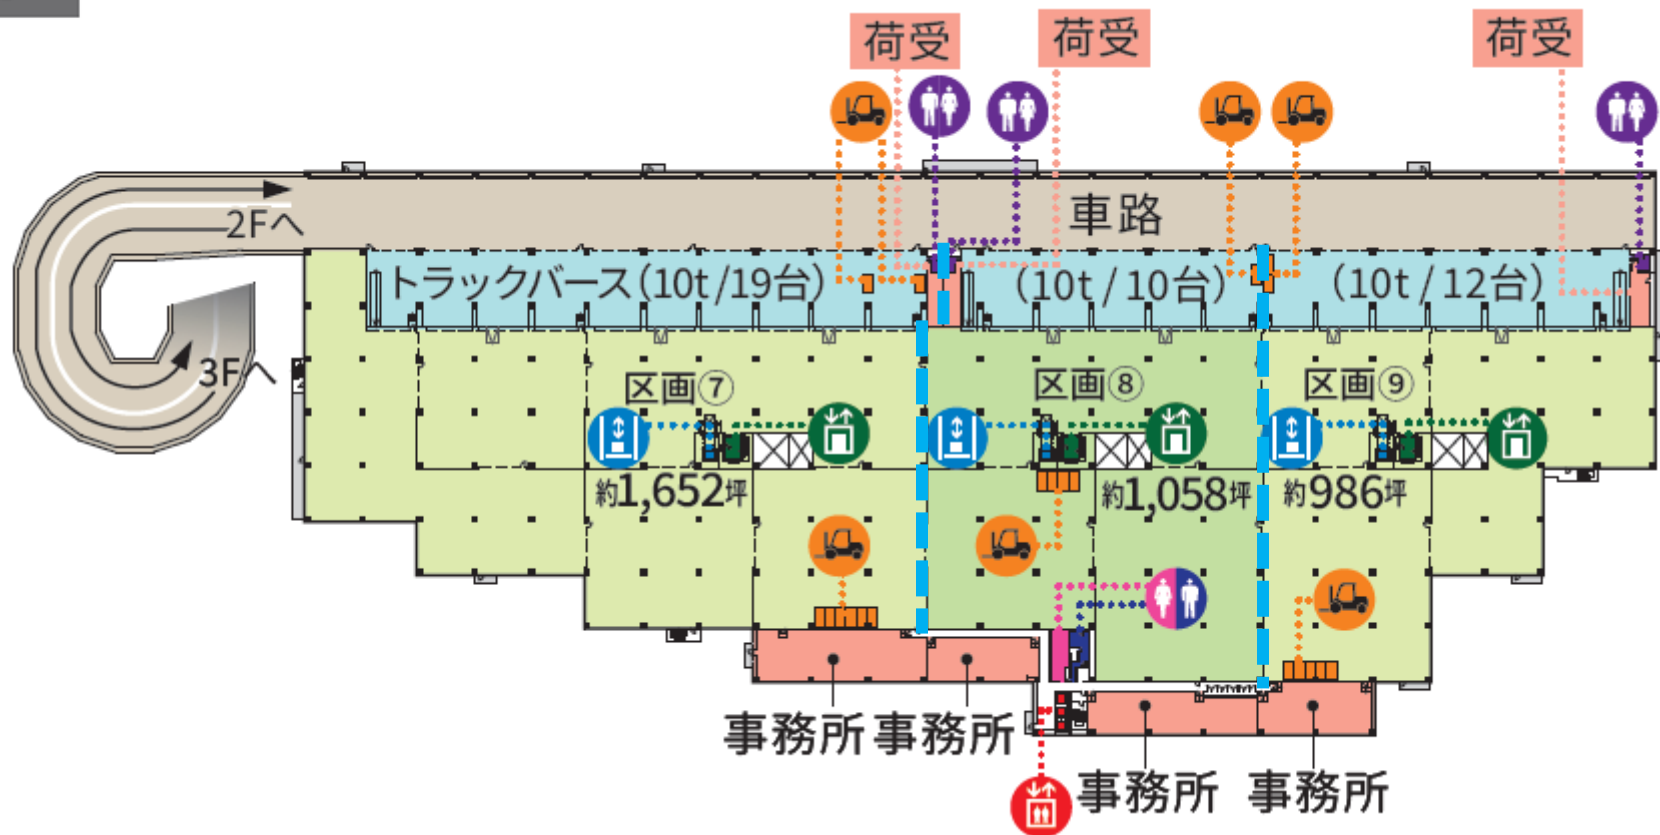 荷受
荷受
荷受
2Fへ
車路
トラックバース(10t/19台)
(10t/10台)
(10t/12台)
3Fへ
区画⑦
区画⑧
区画⑨
約1,652坪
約1,058坪
約986坪
事務所
事務所
事務所
事務所